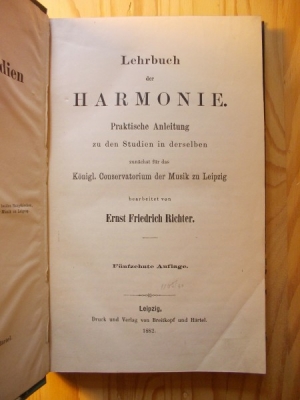 dien
Lehrbuch
der
HARMONIE.
Praktische Anleitung
zu den Studien in derselben
zunächst für das
Königl. Conservatorium der Musik zu Leipzig
bearbeitet von
Ernst Friedrich Richter.
Fünfzehnte Auflage.
Leipzig,
Druck und Verlag von Breitkopf und Härtel.
1882.